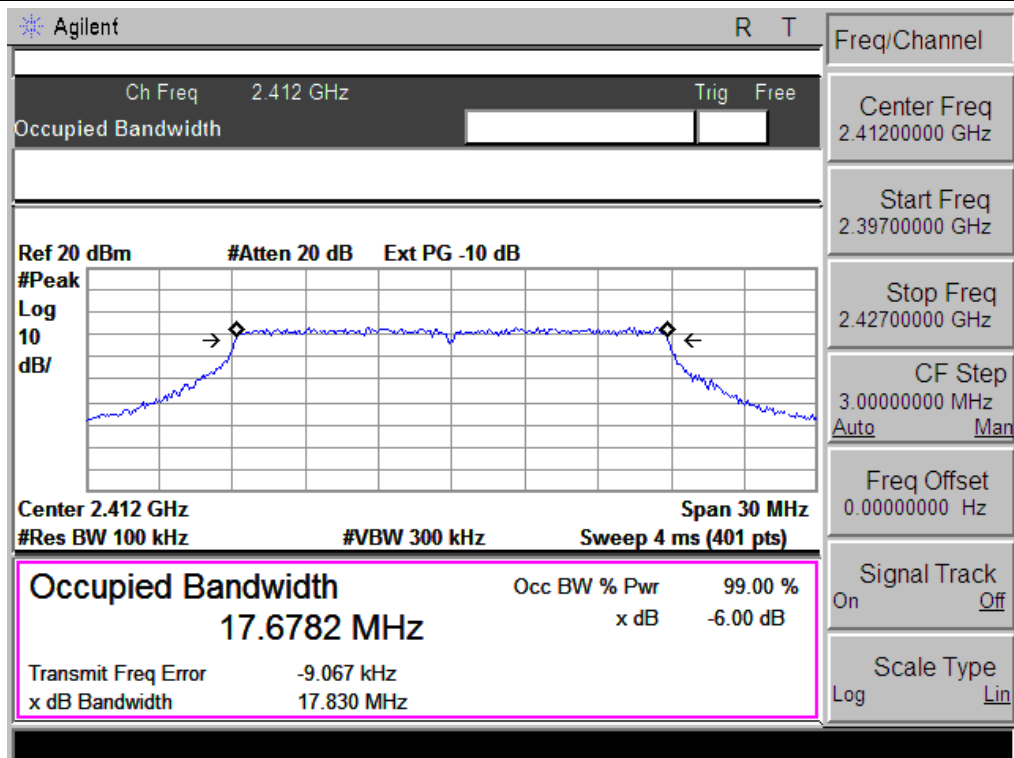 Agilent R T
Ch Freq 2.412 GHz Trig Free
Occupied Bandwidth
Ref 20 dBm #Atten 20 dB Ext PG -10 dB
#Peak
Log
10
dB/
Center 2.412 GHz Span 30 MHz
#Res BW 100 kHz #VBW 300 kHz Sweep 4 ms (401 pts)
Occupied Bandwidth
17.6782 MHz
Occ BW % Pwr 99.00 %
x dB -6.00 dB
Transmit Freq Error -9.067 kHz
x dB Bandwidth 17.830 MHz
Freq/Channel
Center Freq
2.41200000 GHz
Start Freq
2.39700000 GHz
Stop Freq
2.42700000 GHz
CF Step
3.00000000 MHz
Auto Man
Freq Offset
0.00000000 Hz
Signal Track
On Off
Scale Type
Log Lin